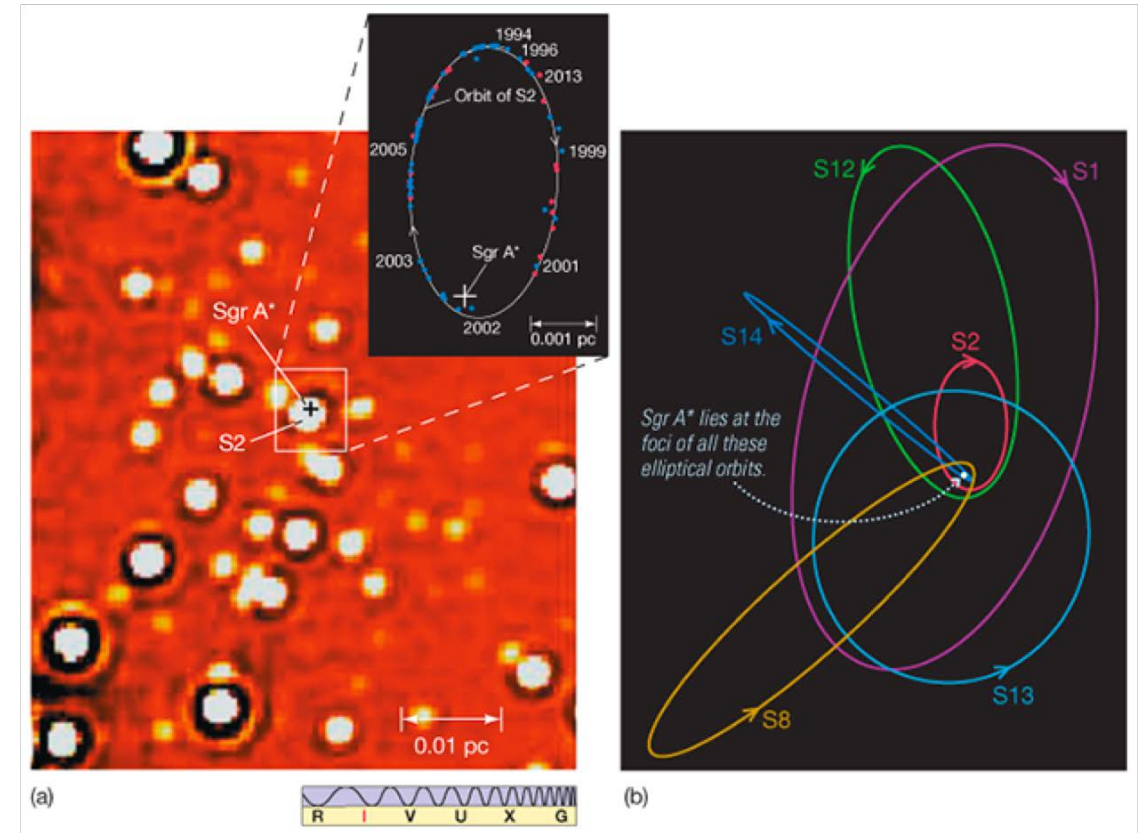 1994
1996
2013
Orbit of S2
2005
1999
Sgr A*
2003
2001
2002
0.001 pc
Sgr A*
S2
0.01 pc
(a)
R I V U X G
S12
S1
S14
S2
Sgr A* lies at the
foci of all these
elliptical orbits.
S13
S8
(b)